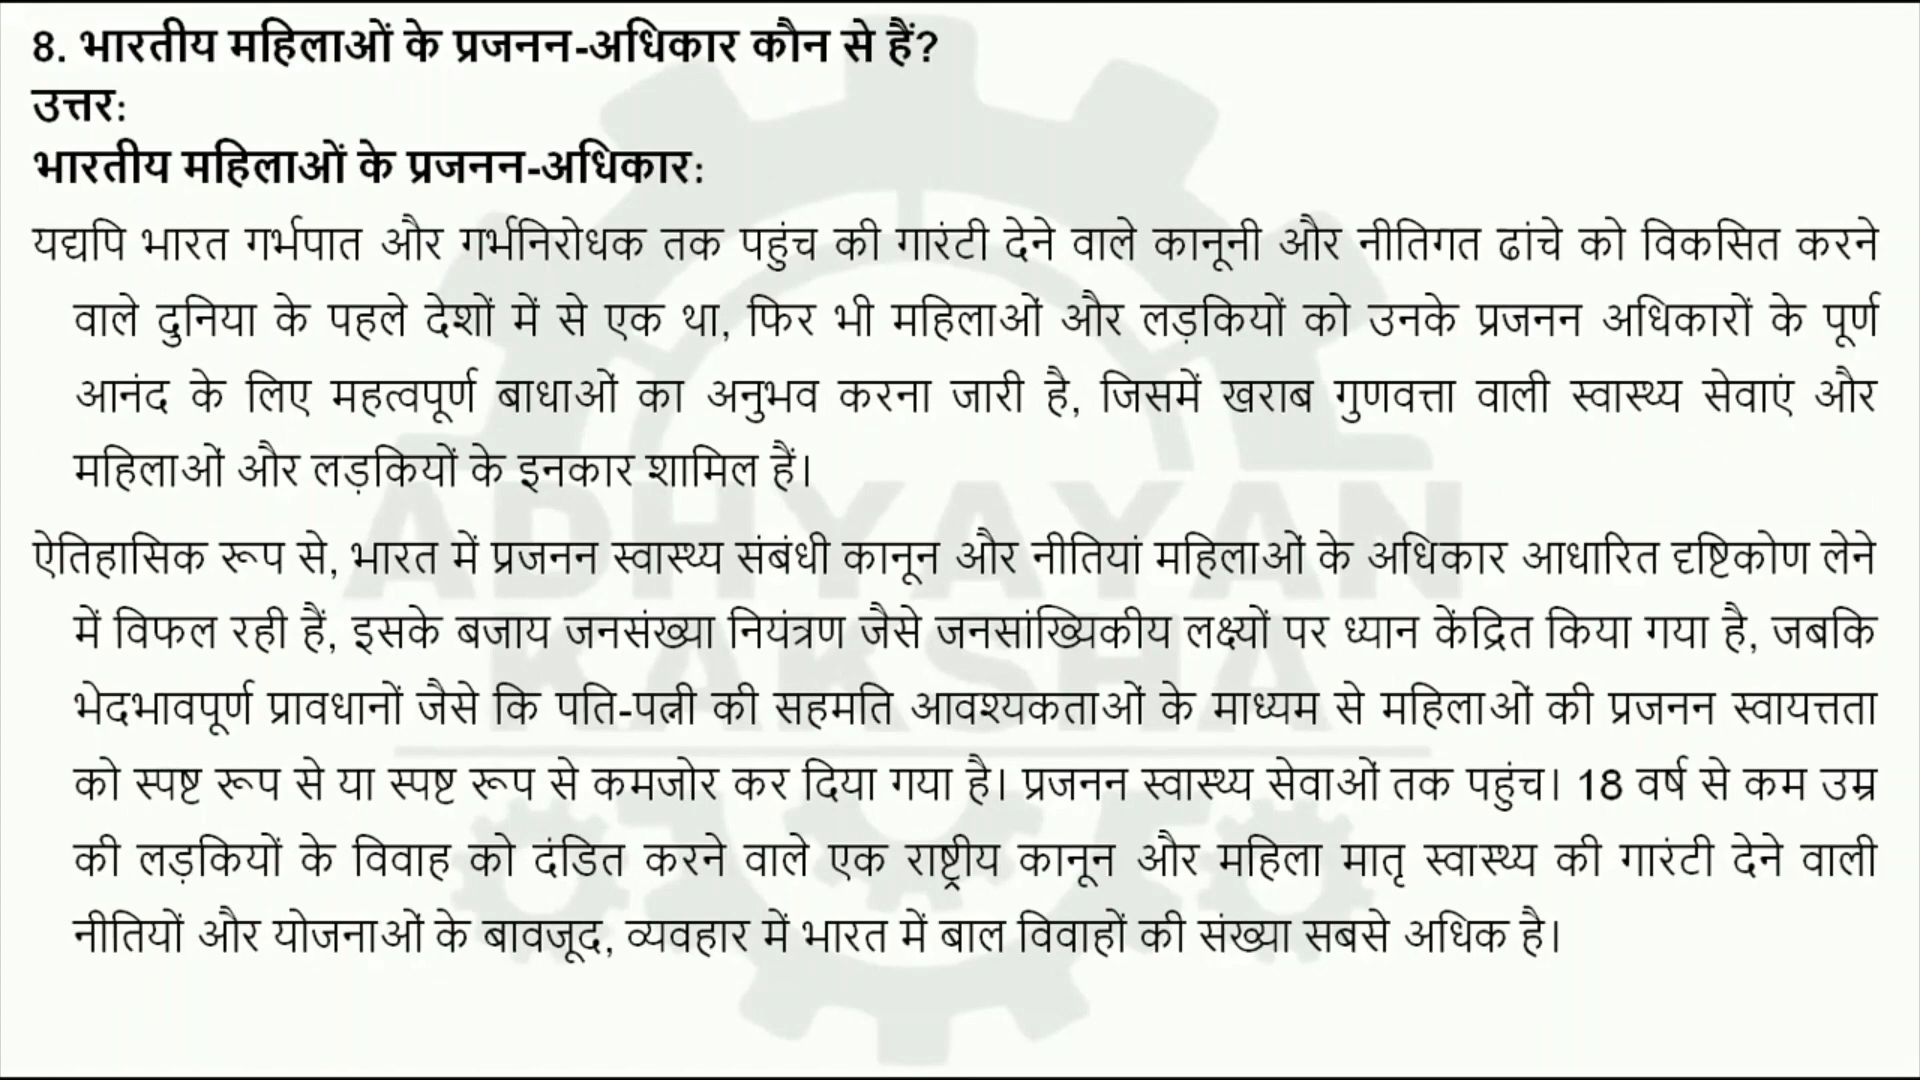 8. भारतीय महिलाओं के प्रजनन-अधिकार कौन से हैं?
उत्तर:
भारतीय महिलाओं के प्रजनन-अधिकार:
यद्यपि भारत गर्भपात और गर्भनिरोधक तक पहुंच की गारंटी देने वाले कानूनी और नीतिगत ढांचे को विकसित करने
वाले दुनिया के पहले देशों में से एक था, फिर भी महिलाओं और लड़कियों को उनके प्रजनन अधिकारों के पूर्ण
आनंद के लिए महत्वपूर्ण बाधाओं का अनुभव करना जारी है, जिसमें खराब गुणवत्ता वाली स्वास्थ्य सेवाएं और
महिलाओं और लड़कियों के इनकार शामिल हैं।
ऐतिहासिक रूप से, भारत में प्रजनन स्वास्थ्य संबंधी कानून और नीतियां महिलाओं के अधिकार आधारित दृष्टिकोण लेने
में विफल रही हैं, इसके बजाय जनसंख्या नियंत्रण जैसे जनसांख्यिकीय लक्ष्यों पर ध्यान केंद्रित किया गया है, जबकि
भेदभावपूर्ण प्रावधानों जैसे कि पति-पत्नी की सहमति आवश्यकताओं के माध्यम से महिलाओं की प्रजनन स्वायत्तता
को स्पष्ट रूप से या स्पष्ट रूप से कमजोर कर दिया गया है। प्रजनन स्वास्थ्य सेवाओं तक पहुंच। 18 वर्ष से कम उम्र
की लड़कियों के विवाह को दंडित करने वाले एक राष्ट्रीय कानून और महिला मातृ स्वास्थ्य की गारंटी देने वाली
नीतियों और योजनाओं के बावजूद, व्यवहार में भारत में बाल विवाहों की संख्या सबसे अधिक है।
ADHYAYAN
KAKSHA